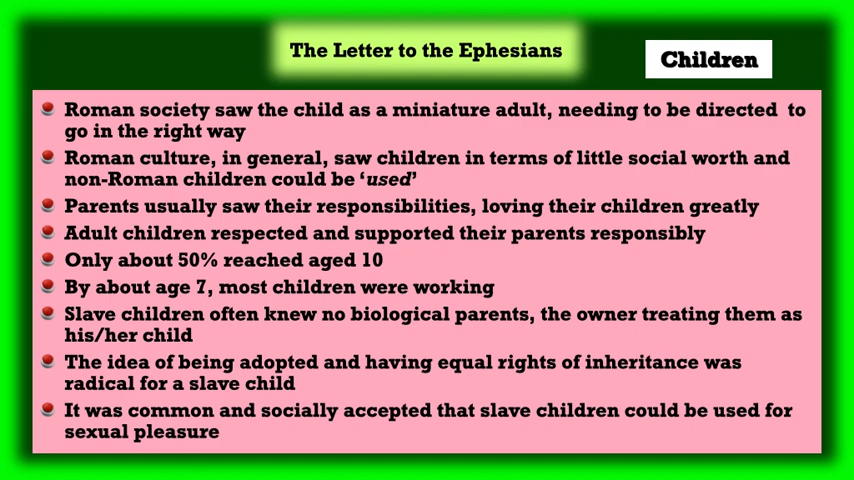 The Letter to the Ephesians
Children
Roman society saw the child as a miniature adult, needing to be directed to
go in the right way
Roman culture, in general, saw children in terms of little social worth and
non-Roman children could be ‘used’
Parents usually saw their responsibilities, loving their children greatly
Adult children respected and supported their parents responsibly
Only about 50% reached aged 10
By about age 7, most children were working
Slave children often knew no biological parents, the owner treating them as
his/her child
The idea of being adopted and having equal rights of inheritance was
radical for a slave child
It was common and socially accepted that slave children could be used for
sexual pleasure